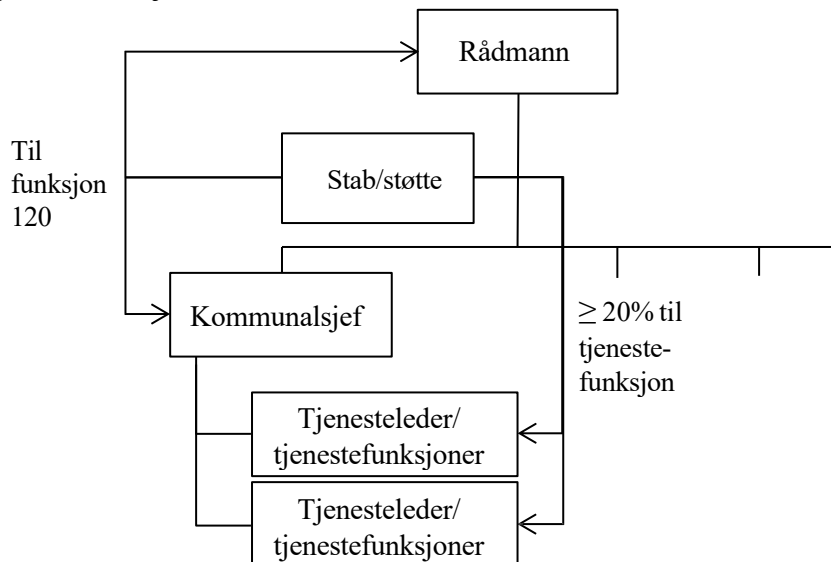 Rådmann
Til
funksjon
120
Stab/støtte
Kommunalsjef
≥ 20% til
tjeneste-
funksjon
Tjenesteleder/
tjenestefunksjoner
Tjenesteleder/
tjenestefunksjoner